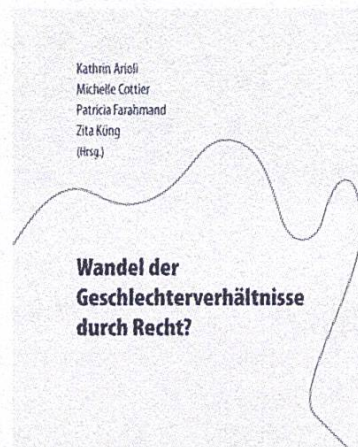 Kathrin Arioli
Michelle Cottier
Patricia Farahmand
Zita Küng
(Hrsg.)
Wandel der
Geschlechterverhältnisse
durch Recht?